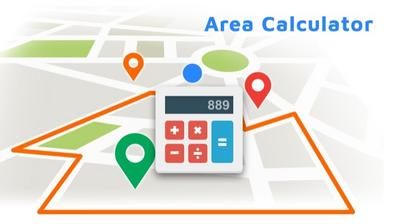 Area Calculator
889
+ ×
− ÷ =